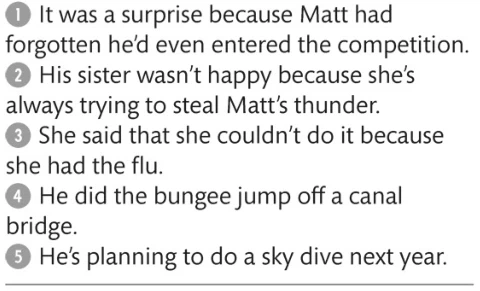 1 It was a surprise because Matt had
forgotten he’d even entered the competition.
2 His sister wasn’t happy because she’s
always trying to steal Matt’s thunder.
3 She said that she couldn’t do it because
she had the flu.
4 He did the bungee jump off a canal
bridge.
5 He’s planning to do a sky dive next year.